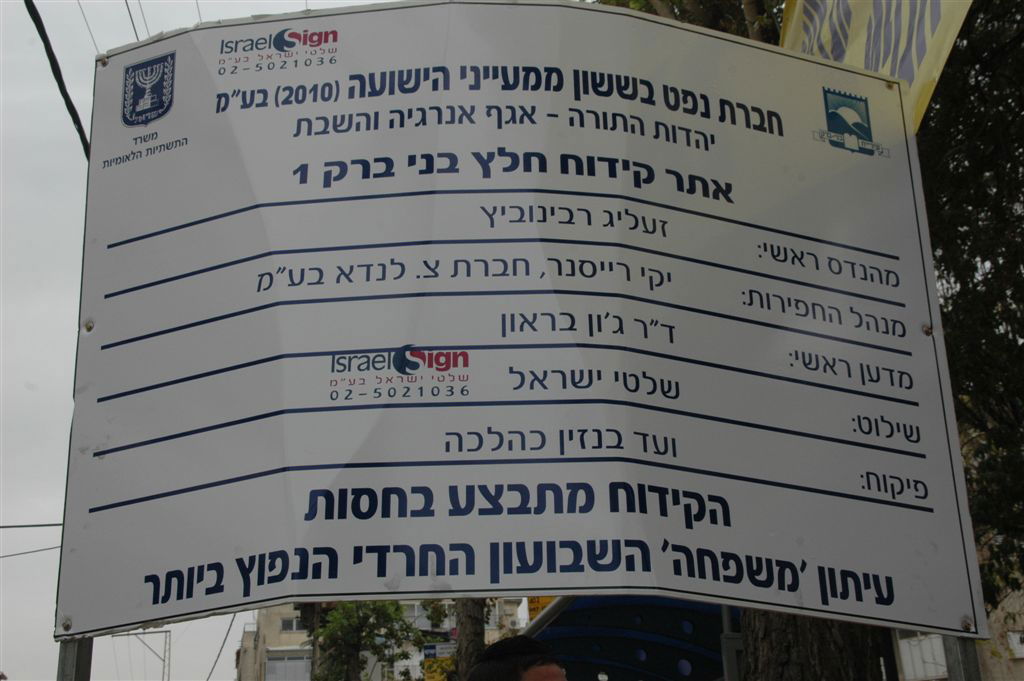 IsraelSign
שלטי ישראל בע"מ
02-5021036
משרד
התשתיות הלאומיות
חברת נפט בששון ממעייני הישועה (2010) בע"מ
יהדות התורה - אגף אנרגיה והשבת
אתר קידוח חלץ בני ברק 1
מהנדס ראשי: זעליג רבינוביץ
מנהל החפירות: יקי רייסנר, חברת צ. לנדא בע"מ
מדען ראשי: ד"ר ג'ון בראון
שילוט: שלטי ישראל IsraelSign
שלטי ישראל בע"מ
02-5021036
פיקוח: ועד בנזין כהלכה
הקידוח מתבצע בחסות
עיתון 'משפחה' השבועון החרדי הנפוץ ביותר